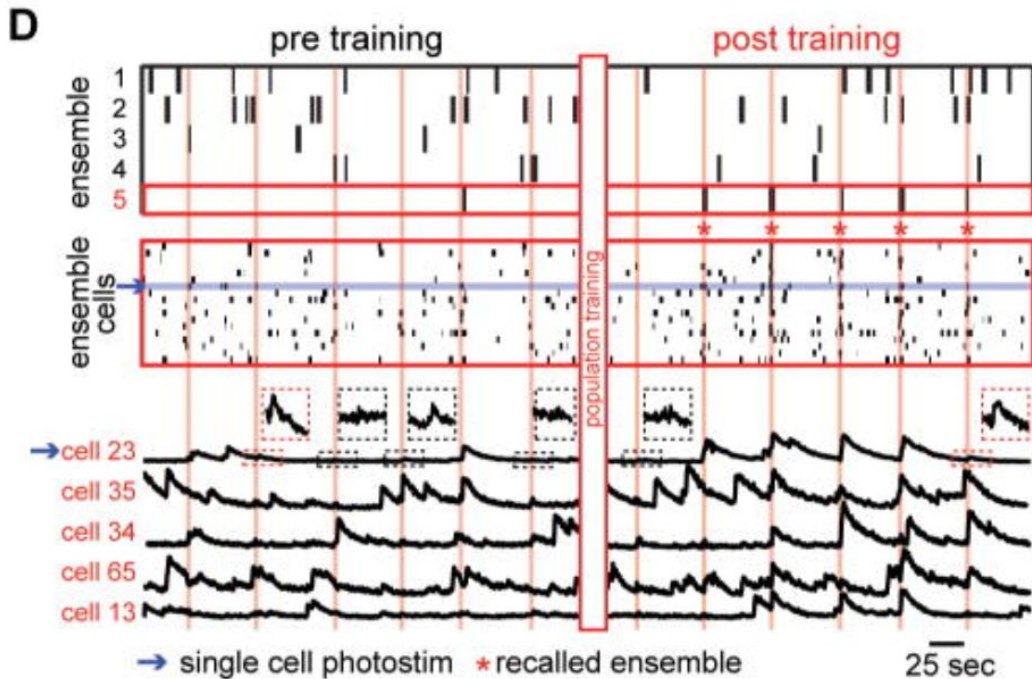 D
pre training
post training
ensemble
1
2
3
4
5
* * * * *
ensemble
cells
population training
cell 23
cell 35
cell 34
cell 65
cell 13
→ single cell photostim * recalled ensemble
25 sec